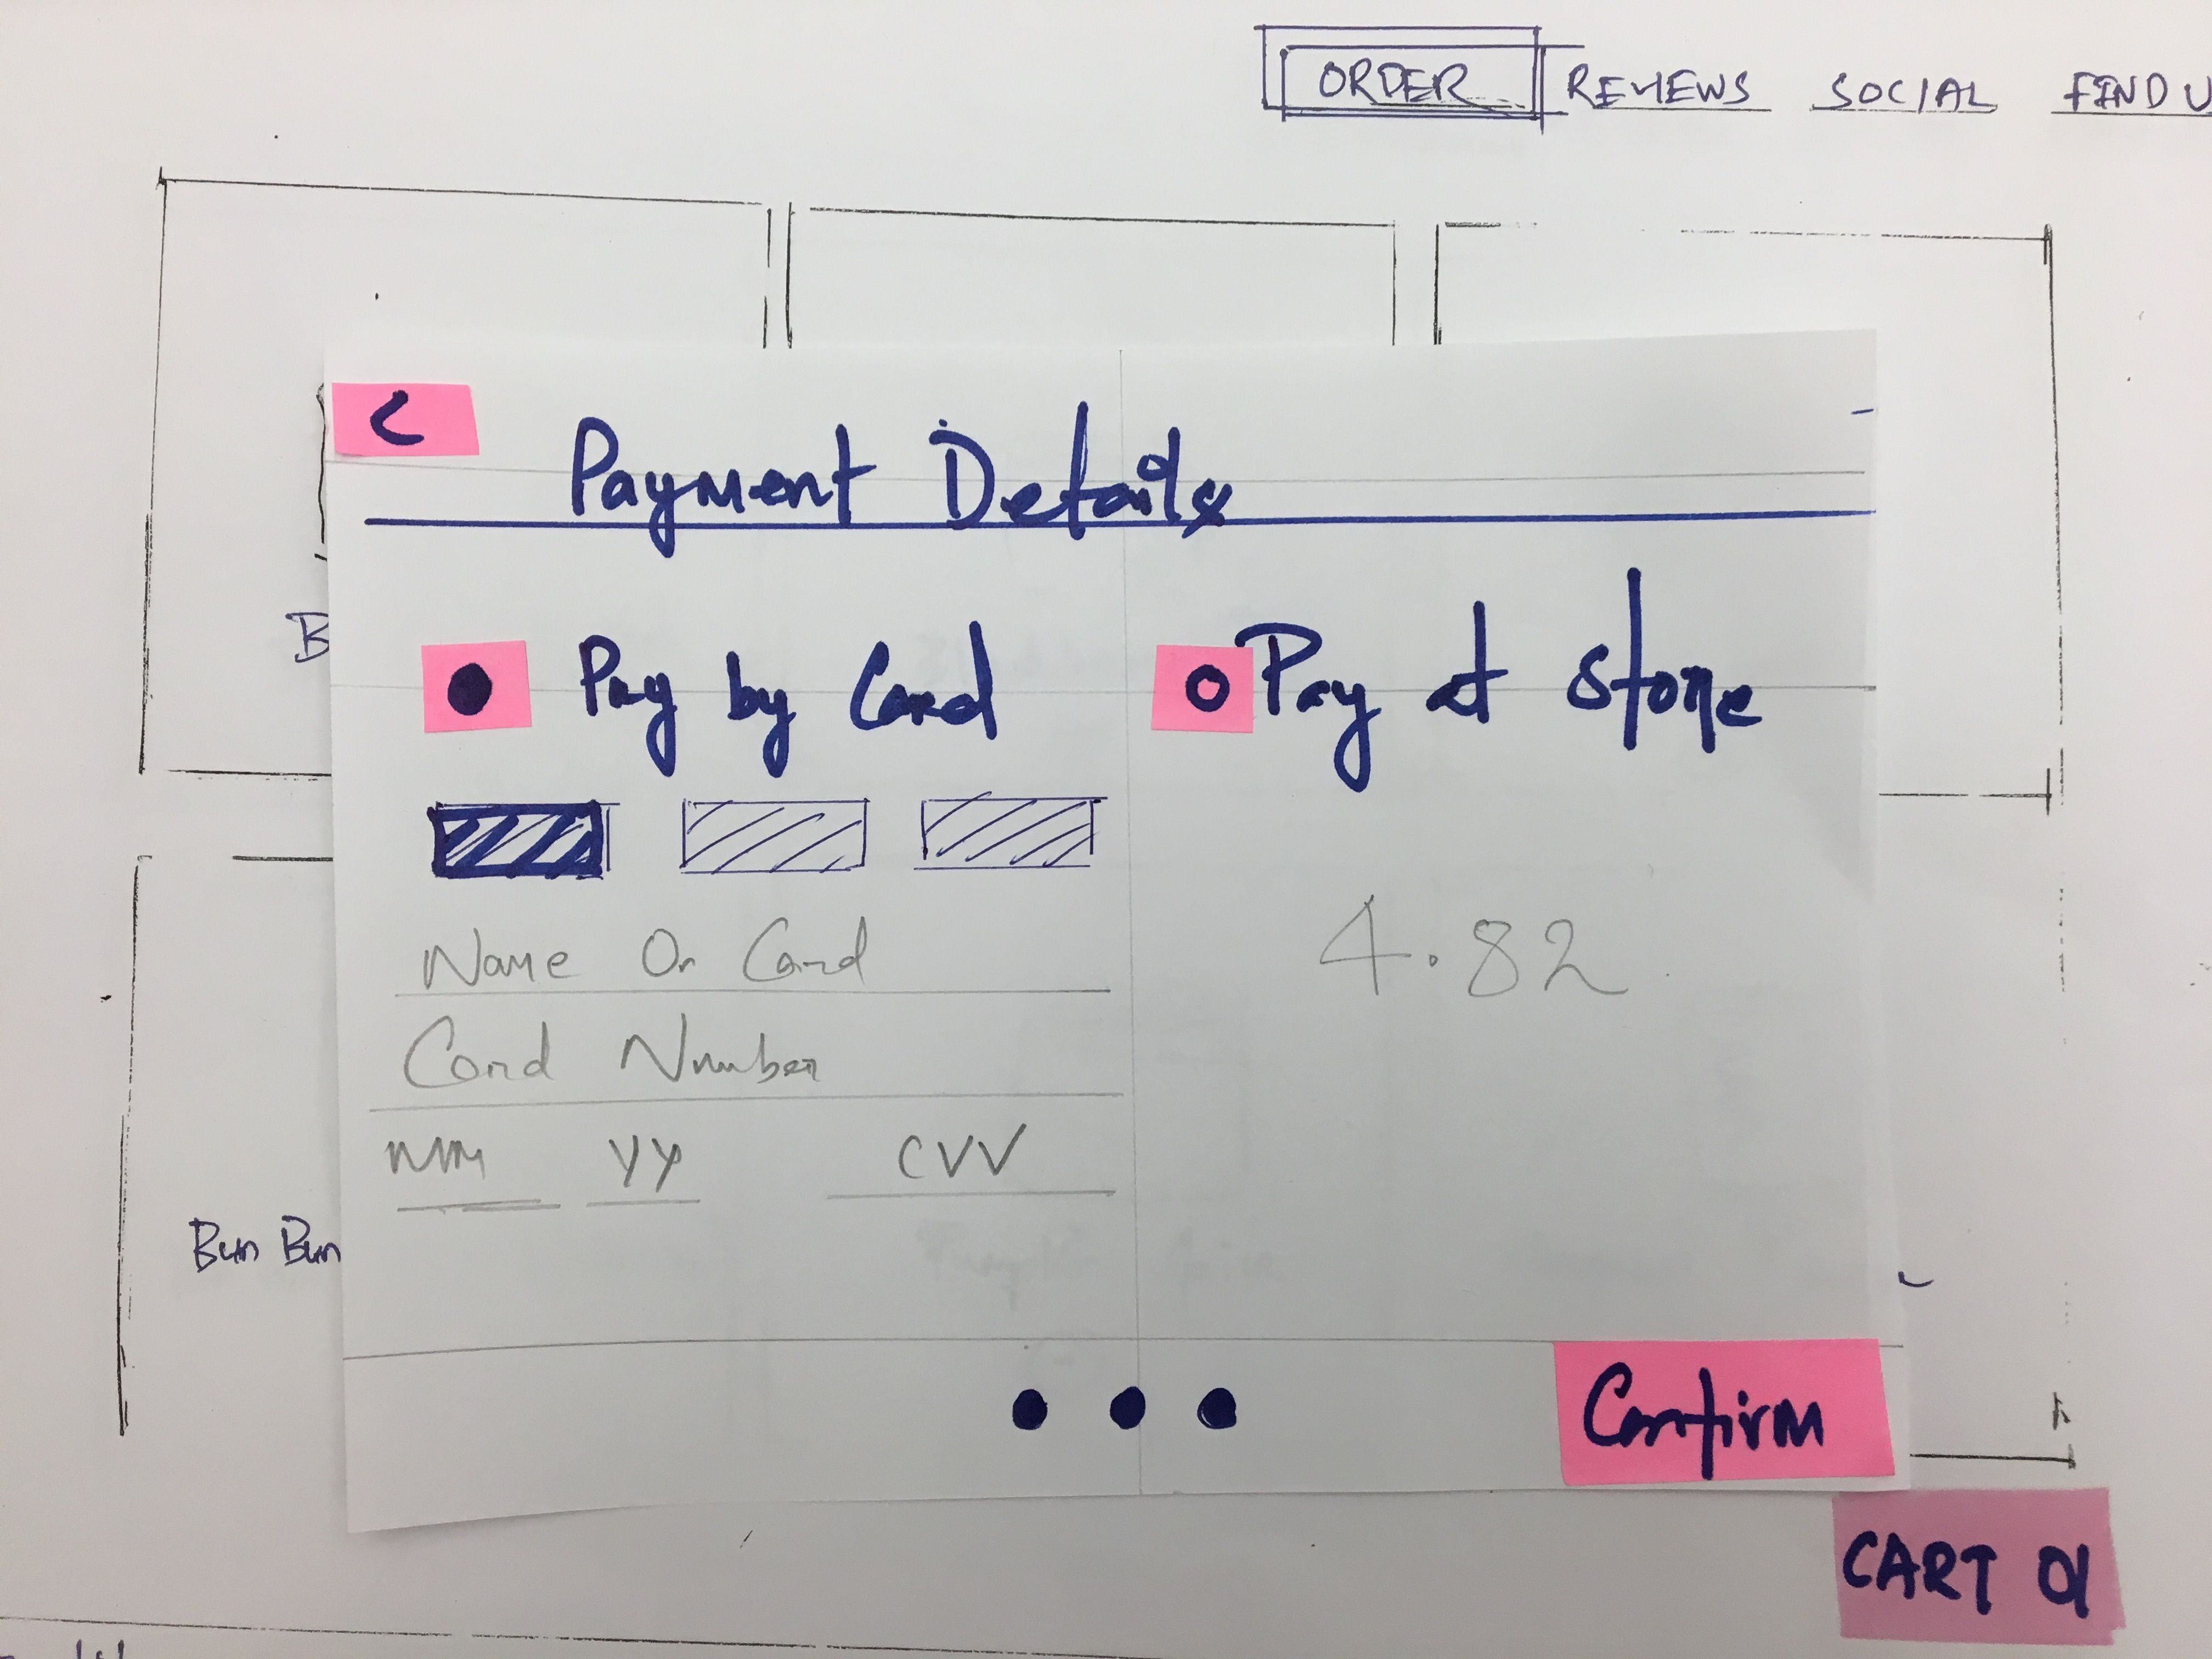 ORDER REVIEWS SOCIAL FIND U
<
Payment Details
Pay by Card
Pay at store
Name On Card
4.82
Card Number
MM YY CVV
B
Bun Bun
Confirm
CART 01